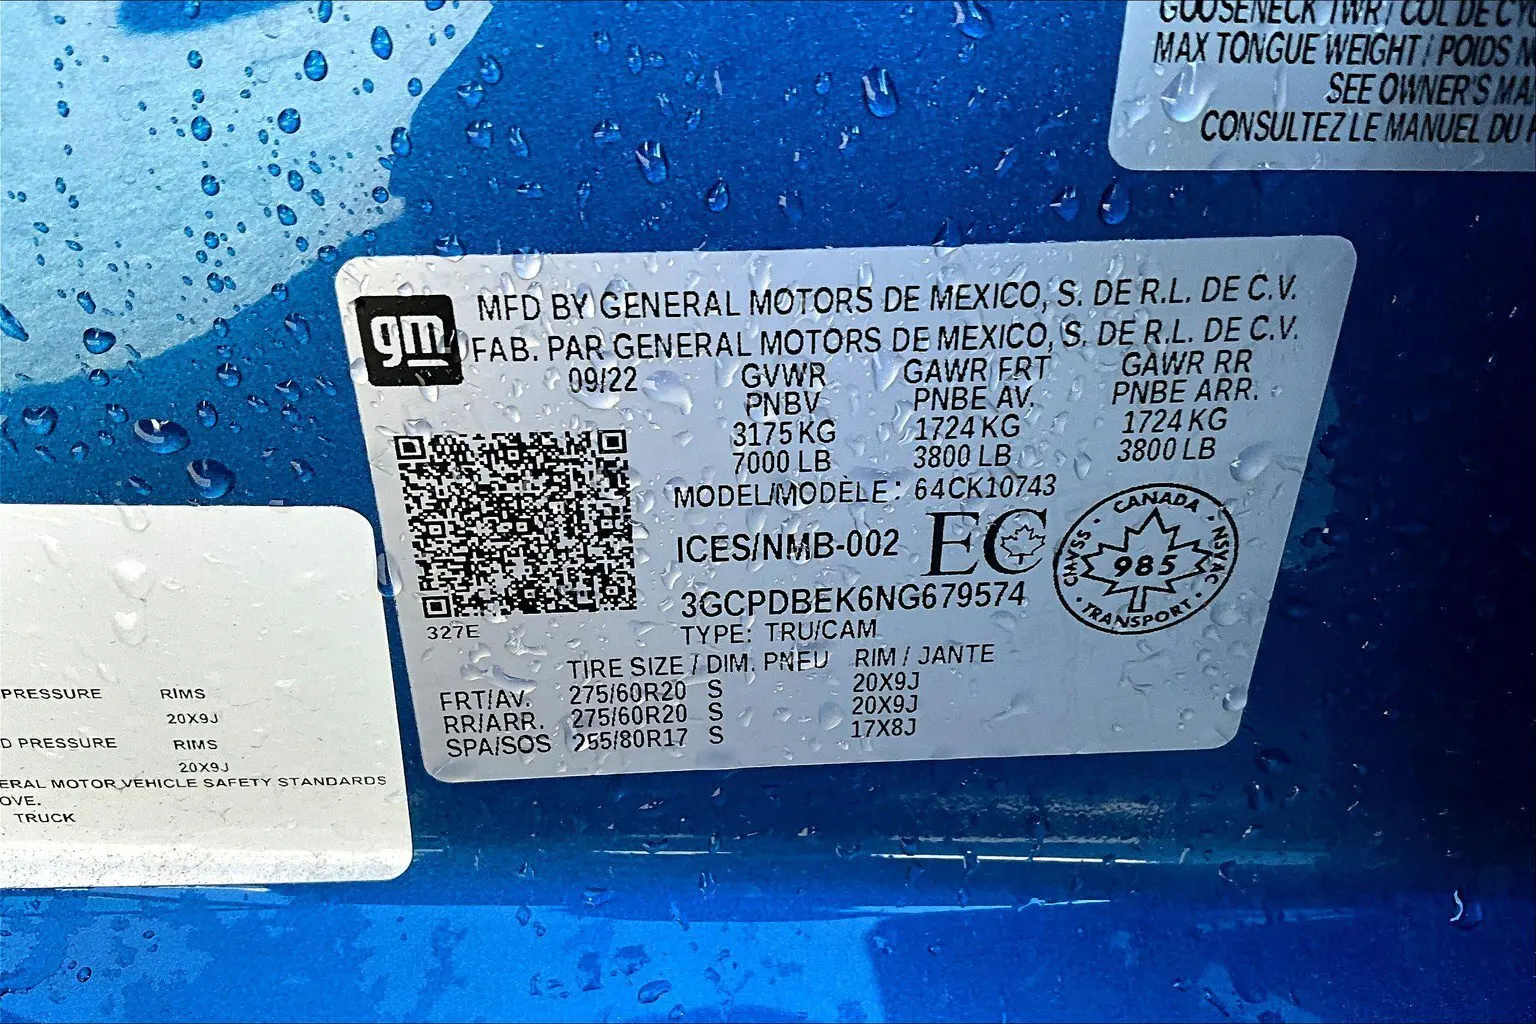 GOOSENECK TWR / COL DE
MAX TONGUE WEIGHT / POIDS
SEE OWNER'S
CONSULTEZ LE MANUEL DU
gm
MFD BY GENERAL MOTORS DE MEXICO, S. DE R.L. DE C.V.
FAB. PAR GENERAL MOTORS DE MEXICO, S. DE R.L. DE C.V.
09/22 GVWR GAWR FRT GAWR RR
PNBV PNBE AV. PNBE ARR.
3175 KG 1724 KG 1724 KG
7000 LB 3800 LB 3800 LB
MODEL/MODÈLE: 64CK10743
ICES/NMB-002 EC
3GCPDBEK6NG679574
CANADA · NSVAC · TRANSPORT · CMVSS ·
985
327E
TYPE: TRU/CAM
TIRE SIZE / DIM. PNEU RIM / JANTE
FRT/AV. 275/60R20 S 20X9J
RR/ARR. 275/60R20 S 20X9J
SPA/SOS 255/80R17 S 17X8J
PRESSURE RIMS
20X9J
D PRESSURE RIMS
20X9J
ERAL MOTOR VEHICLE SAFETY STANDARDS
OVE.
TRUCK